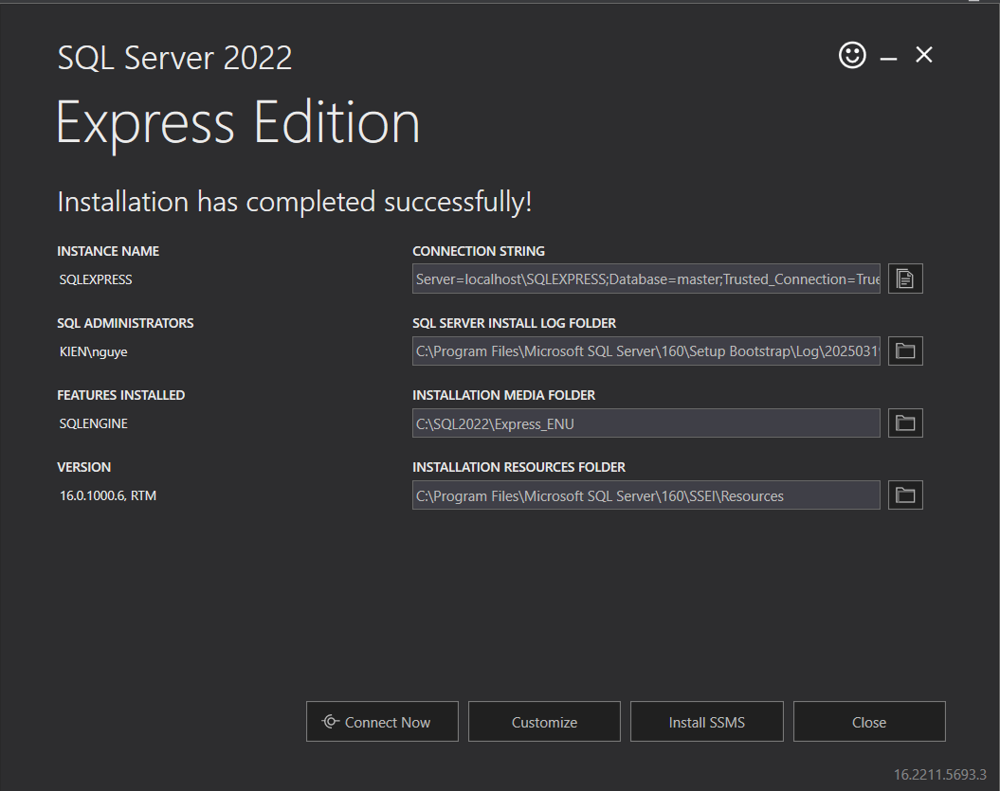 SQL Server 2022
Express Edition
Installation has completed successfully!
INSTANCE NAME
SQLEXPRESS
CONNECTION STRING
Server=localhost\SQLEXPRESS;Database=master;Trusted_Connection=True
SQL ADMINISTRATORS
KIEN\nguye
SQL SERVER INSTALL LOG FOLDER
C:\Program Files\Microsoft SQL Server\160\Setup Bootstrap\Log\20250319
FEATURES INSTALLED
SQLENGINE
INSTALLATION MEDIA FOLDER
C:\SQL2022\Express_ENU
VERSION
16.0.1000.6, RTM
INSTALLATION RESOURCES FOLDER
C:\Program Files\Microsoft SQL Server\160\SSEI\Resources
Connect Now
Customize
Install SSMS
Close
16.2211.5693.3